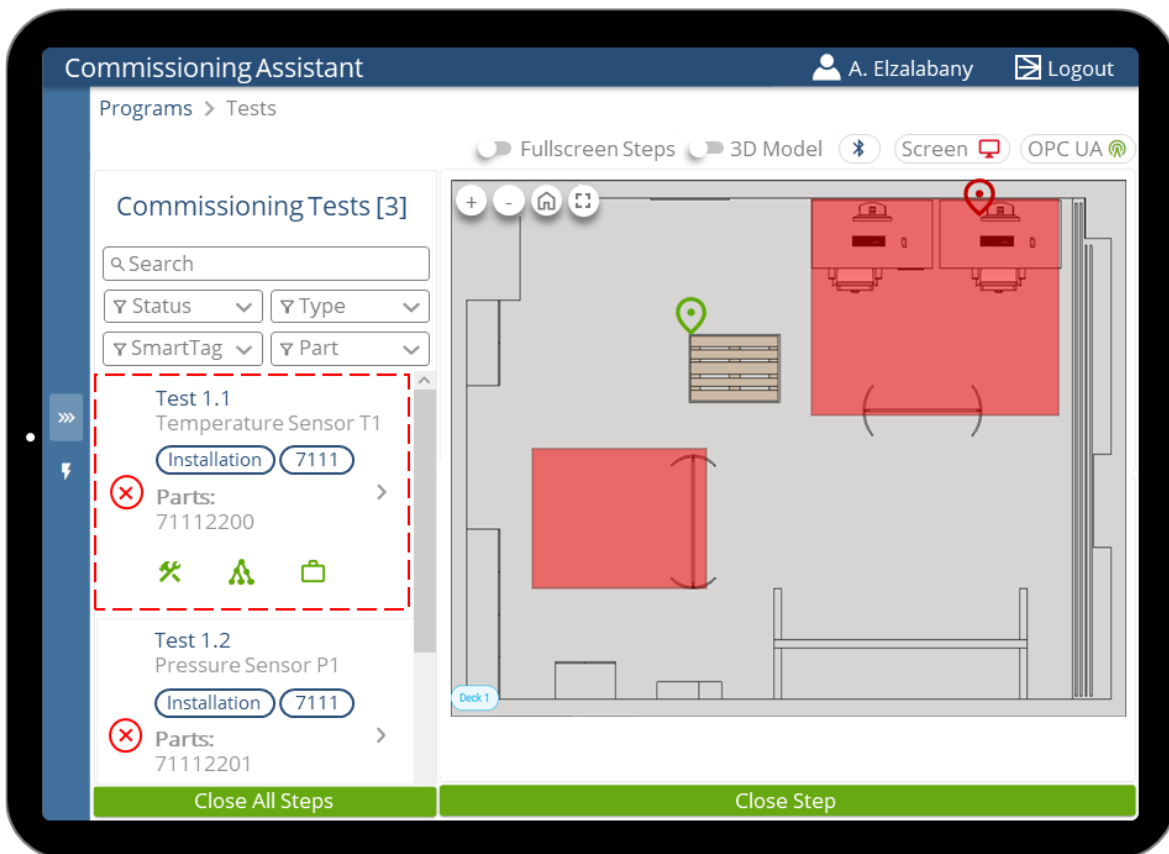 Commissioning Assistant
A. Elzalabany
Logout
Programs > Tests
Fullscreen Steps
3D Model
Screen
OPC UA
Commissioning Tests [3]
Search
Status
Type
SmartTag
Part
Test 1.1
Temperature Sensor T1
Installation
7111
Parts:
71112200
Test 1.2
Pressure Sensor P1
Installation
7111
Parts:
71112201
Close All Steps
+
-
Deck 1
Close Step